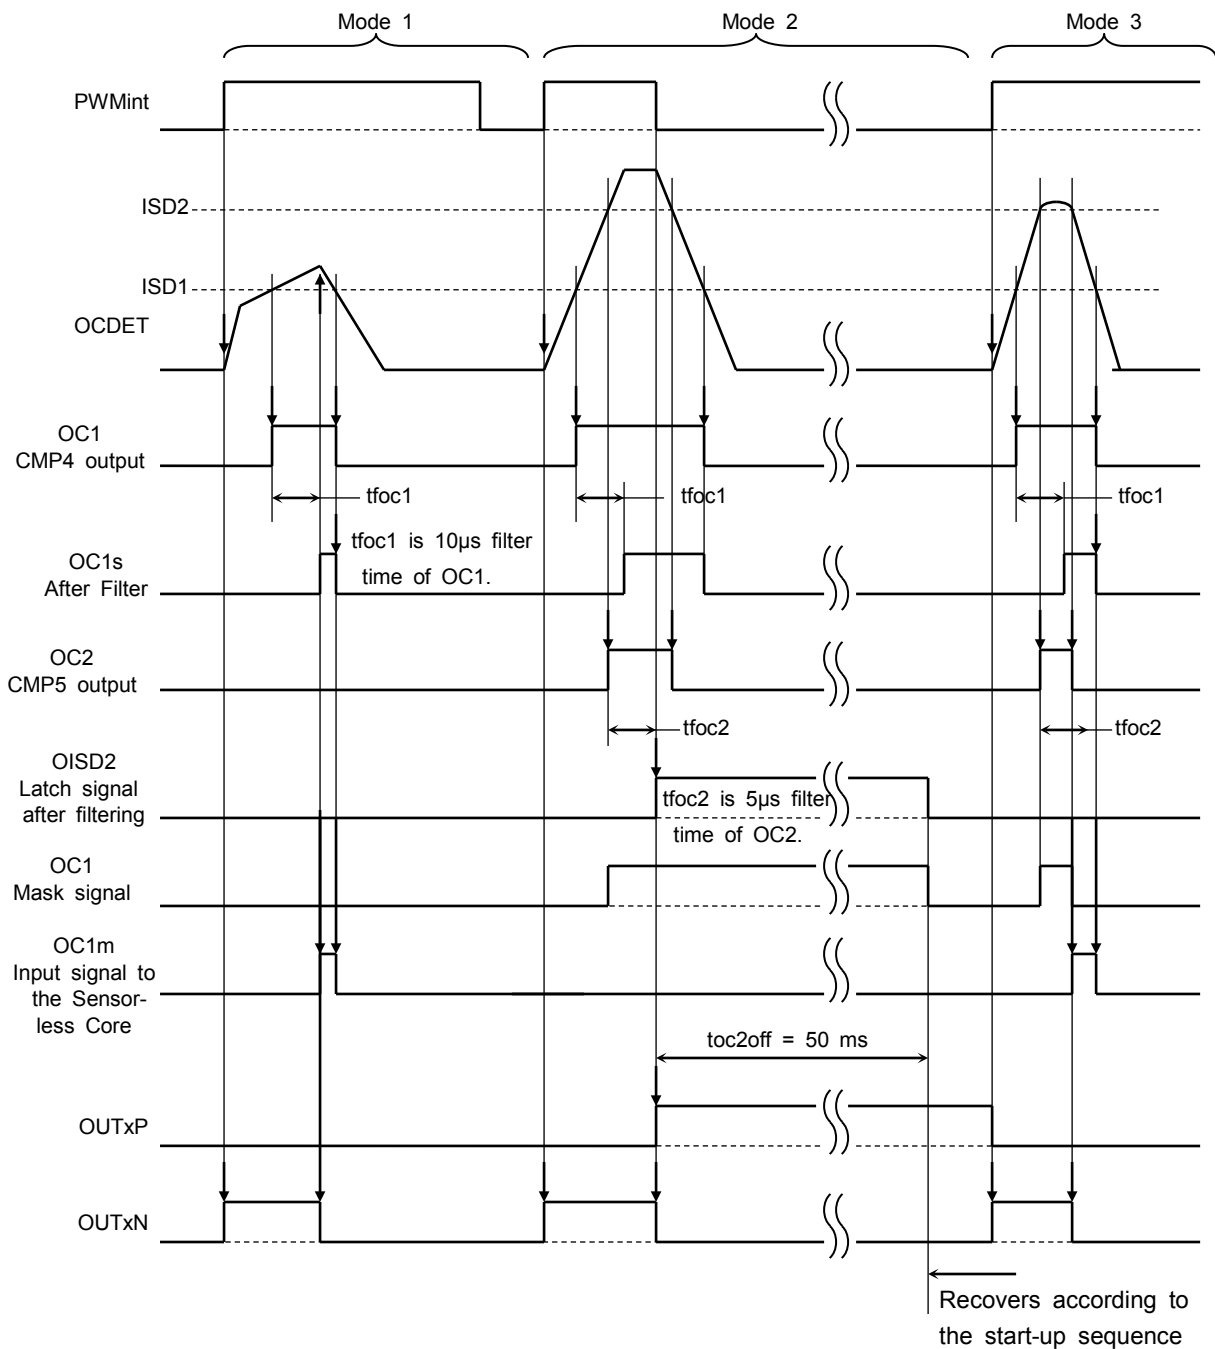 Mode 1
Mode 2
Mode 3
PWMint
ISD2
ISD1
OCDET
OC1
CMP4 output
tfoc1
tfoc1
tfoc1
tfoc1 is 10µs filter
time of OC1.
OC1s
After Filter
OC2
CMP5 output
tfoc2
tfoc2
OISD2
Latch signal
after filtering
tfoc2 is 5µs filter
time of OC2.
OC1
Mask signal
OC1m
Input signal to
the Sensor-
less Core
toc2off = 50 ms
OUTxP
OUTxN
Recovers according to
the start-up sequence